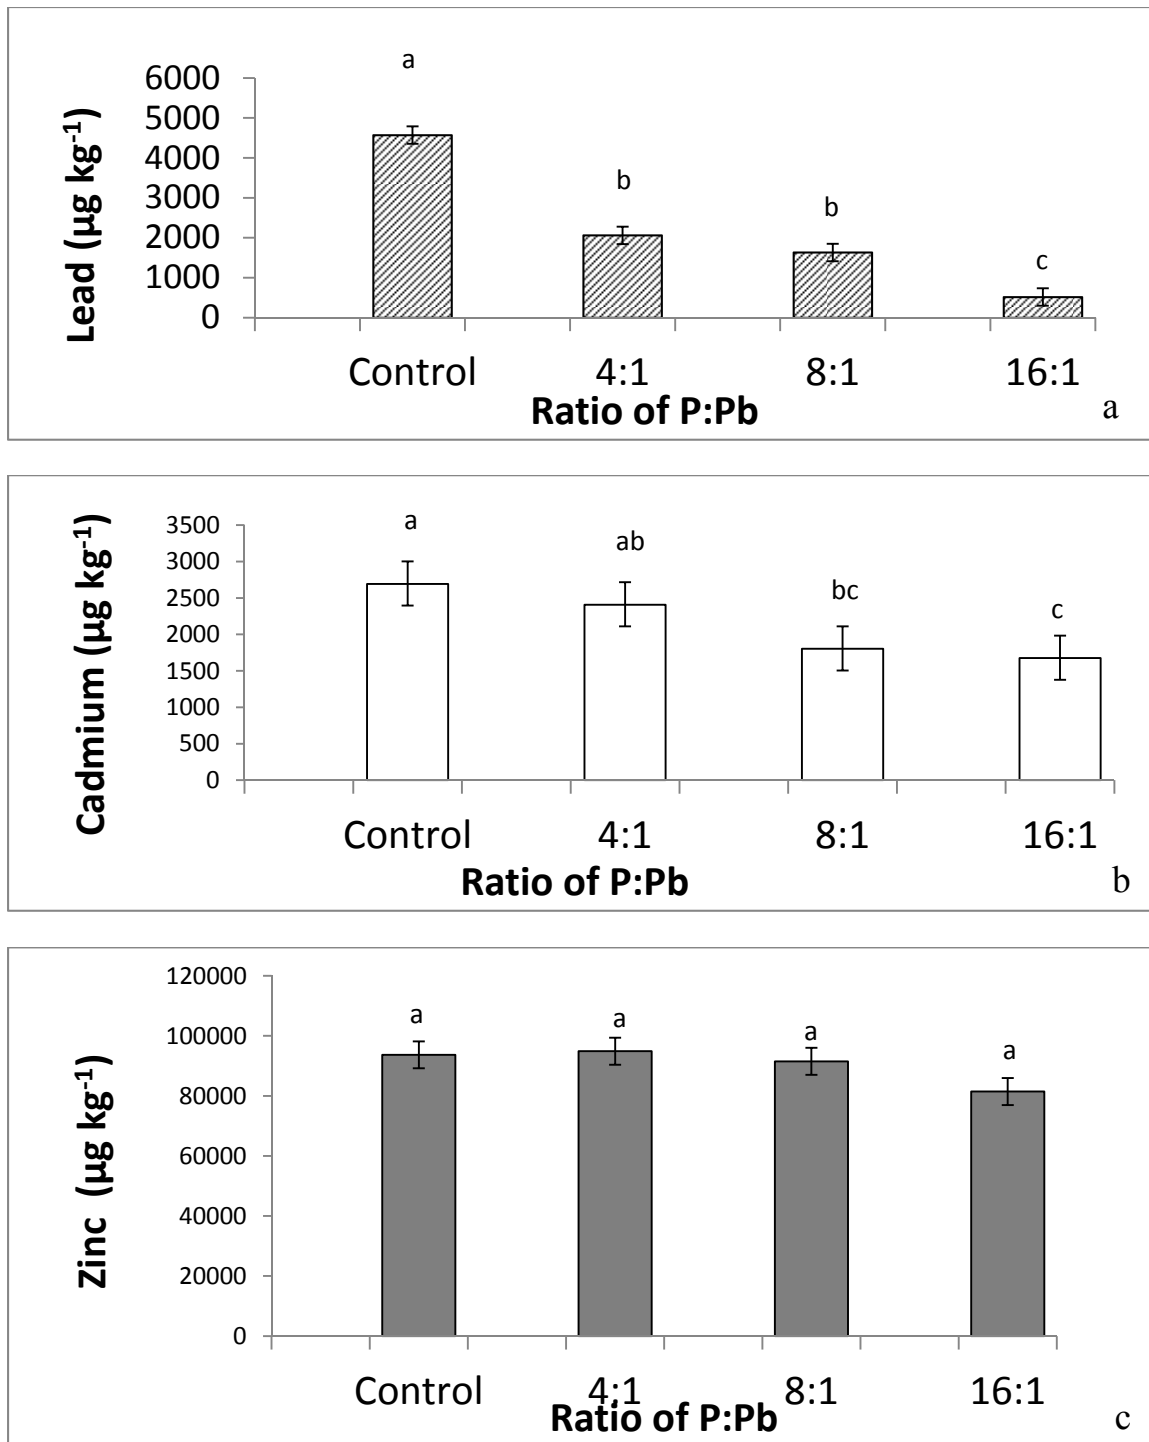 a
6000
5000
4000
3000
2000
1000
0
b
b
c
Lead (µg kg⁻¹)
Control 4:1 8:1 16:1
Ratio of P:Pb
a
a
3500
3000
2500
2000
1500
1000
500
0
ab
bc
c
Cadmium (µg kg⁻¹)
Control 4:1 8:1 16:1
Ratio of P:Pb
b
120000
100000
80000
60000
40000
20000
0
a a a a
Zinc (µg kg⁻¹)
Control 4:1 8:1 16:1
Ratio of P:Pb
c